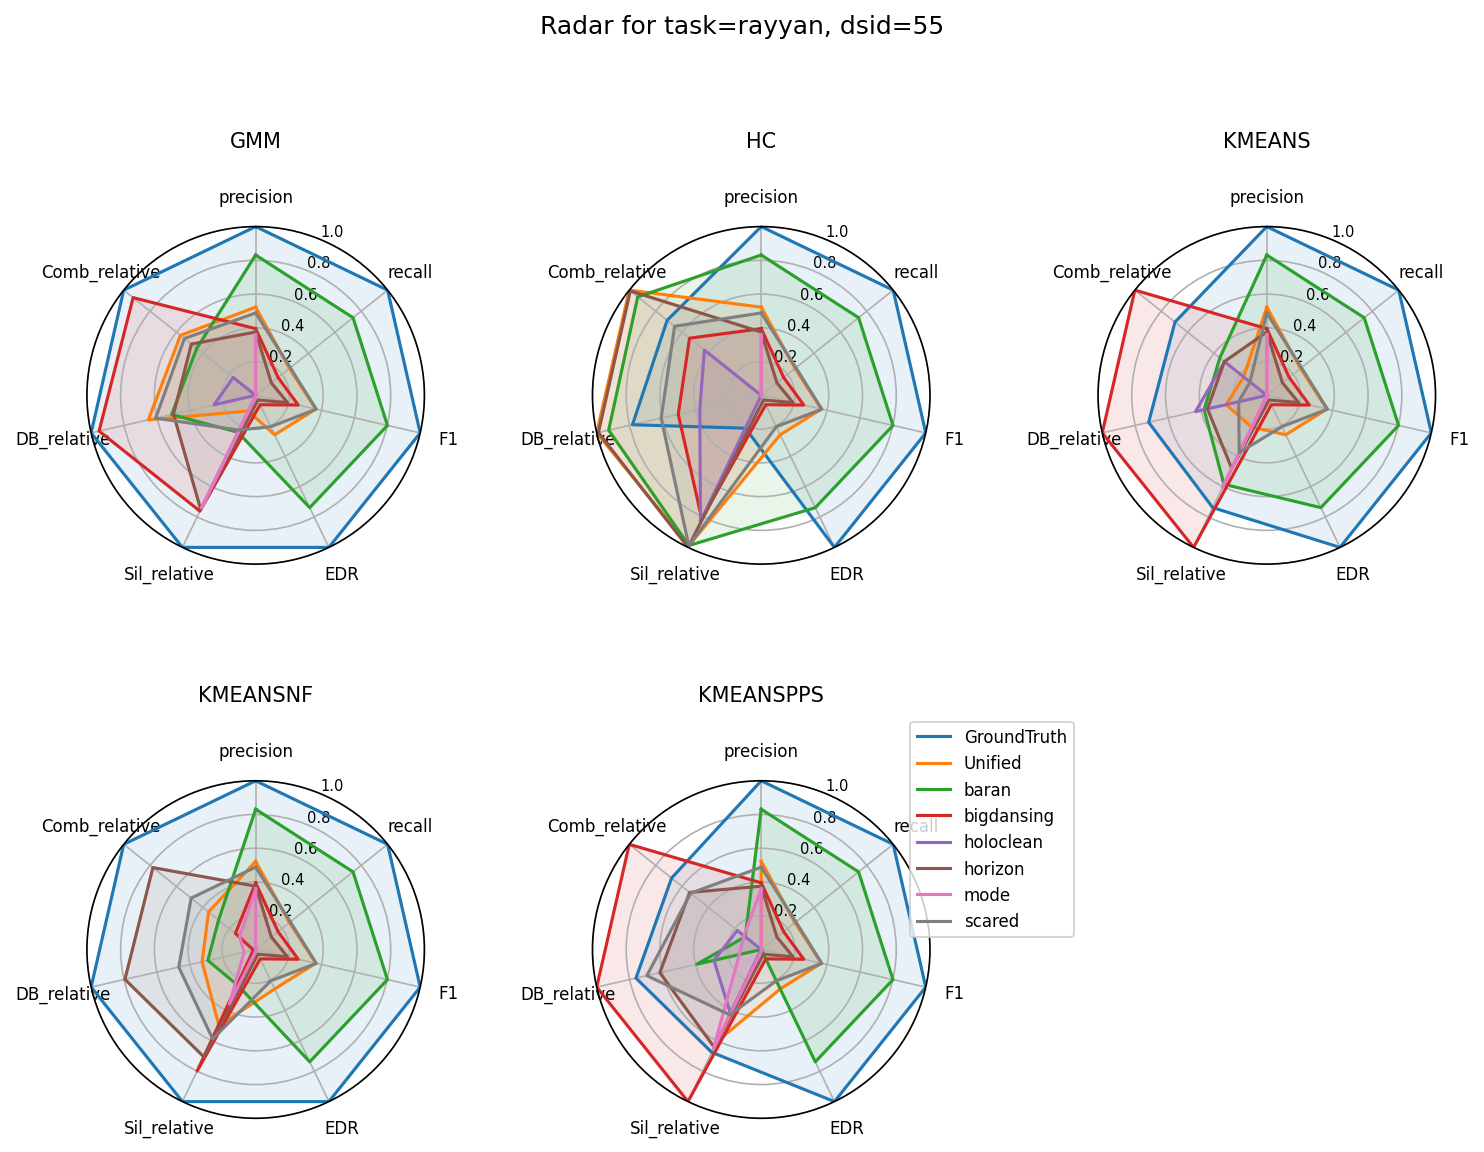 Radar for task=rayyan, dsid=55
GMM
precision
recall
F1
EDR
Sil_relative
DB_relative
Comb_relative
0.2
0.4
0.6
0.8
1.0
HC
precision
recall
F1
EDR
Sil_relative
DB_relative
Comb_relative
0.2
0.4
0.6
0.8
1.0
KMEANS
precision
recall
F1
EDR
Sil_relative
DB_relative
Comb_relative
0.2
0.4
0.6
0.8
1.0
KMEANSNF
precision
recall
F1
EDR
Sil_relative
DB_relative
Comb_relative
0.2
0.4
0.6
0.8
1.0
KMEANSPPS
precision
recall
F1
EDR
Sil_relative
DB_relative
Comb_relative
0.2
0.4
0.6
0.8
1.0
GroundTruth
Unified
baran
bigdansing
holoclean
horizon
mode
scared